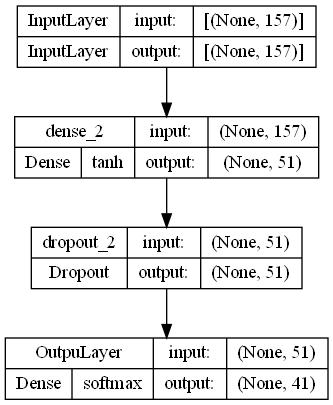 InputLayer input: [(None, 157)]
InputLayer output: [(None, 157)]
dense_2 input: (None, 157)
Dense tanh output: (None, 51)
dropout_2 input: (None, 51)
Dropout output: (None, 51)
OutpuLayer input: (None, 51)
Dense softmax output: (None, 41)